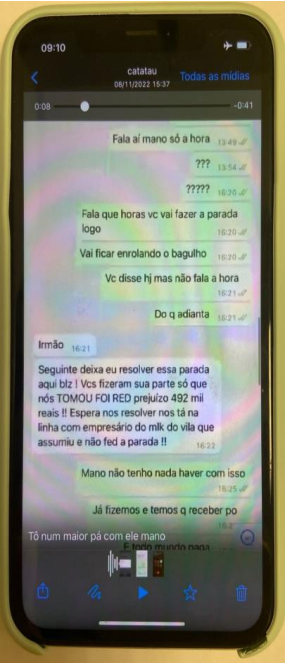 09:10
catatau
08/11/2022 15:37
Todas as mídias
0:08
-0:41
Fala aí mano só a hora 13:49
??? 13:54
????? 16:20
Fala que horas vc vai fazer a parada
logo 16:20
Vai ficar enrolando o bagulho 16:20
Vc disse hj mas não fala a hora
16:21
Do q adianta 16:21
Irmão 16:21
Seguinte deixa eu resolver essa parada
aqui blz ! Vcs fizeram sua parte só que
nós TOMOU FOI RED prejuízo 492 mil
reais !! Espera nos resolver nos tá na
linha com empresário do mlk do vila que
assumiu e não fed a parada !!
16:22
Mano não tenho nada haver com isso
16:25
Já fizemos e temos q receber po
Tô num maior pá com ele mano
E todo mundo paga